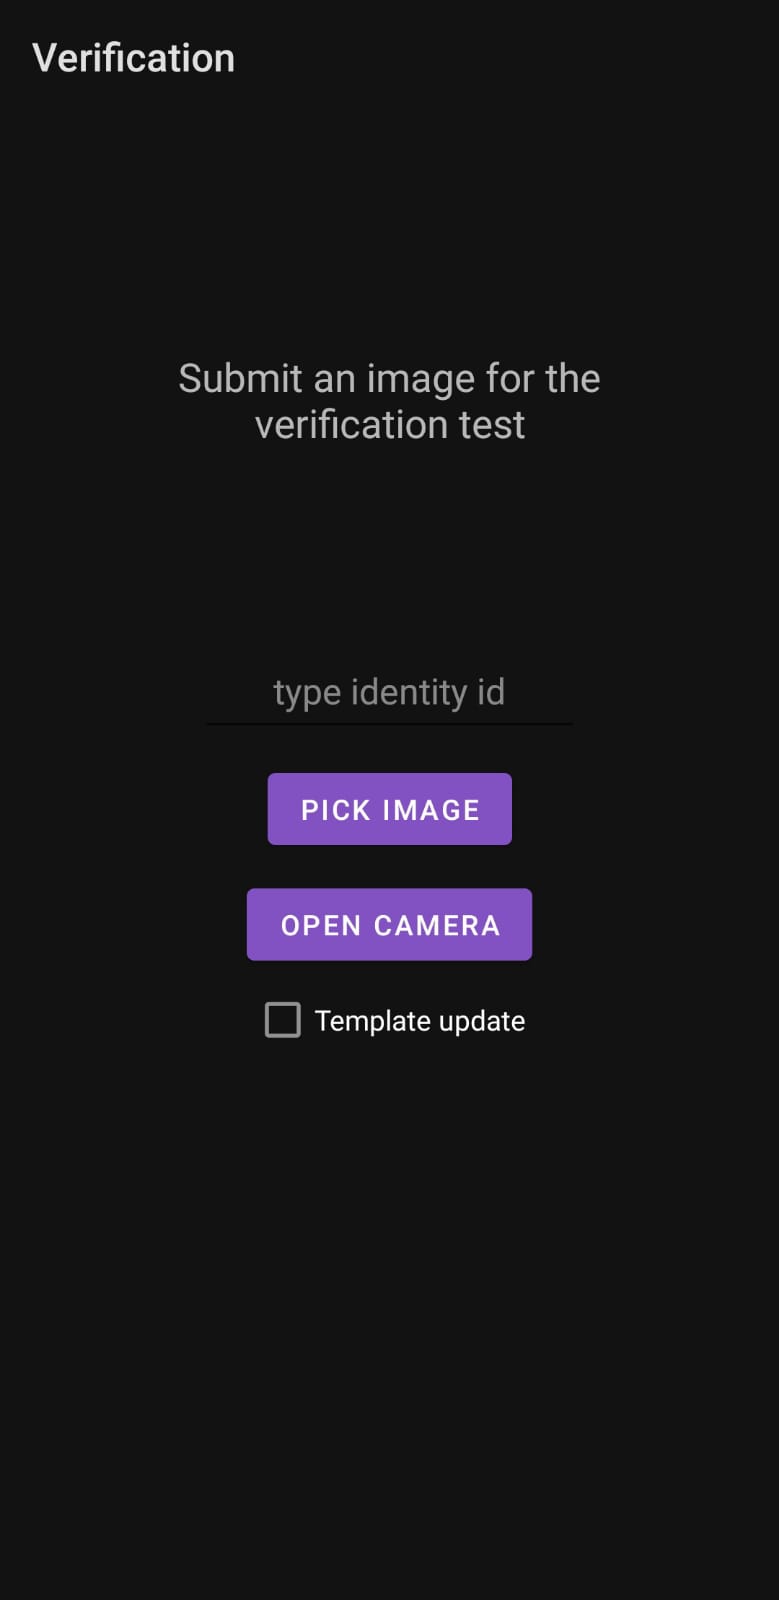 Verification
Submit an image for the
verification test
type identity id
PICK IMAGE
OPEN CAMERA
Template update